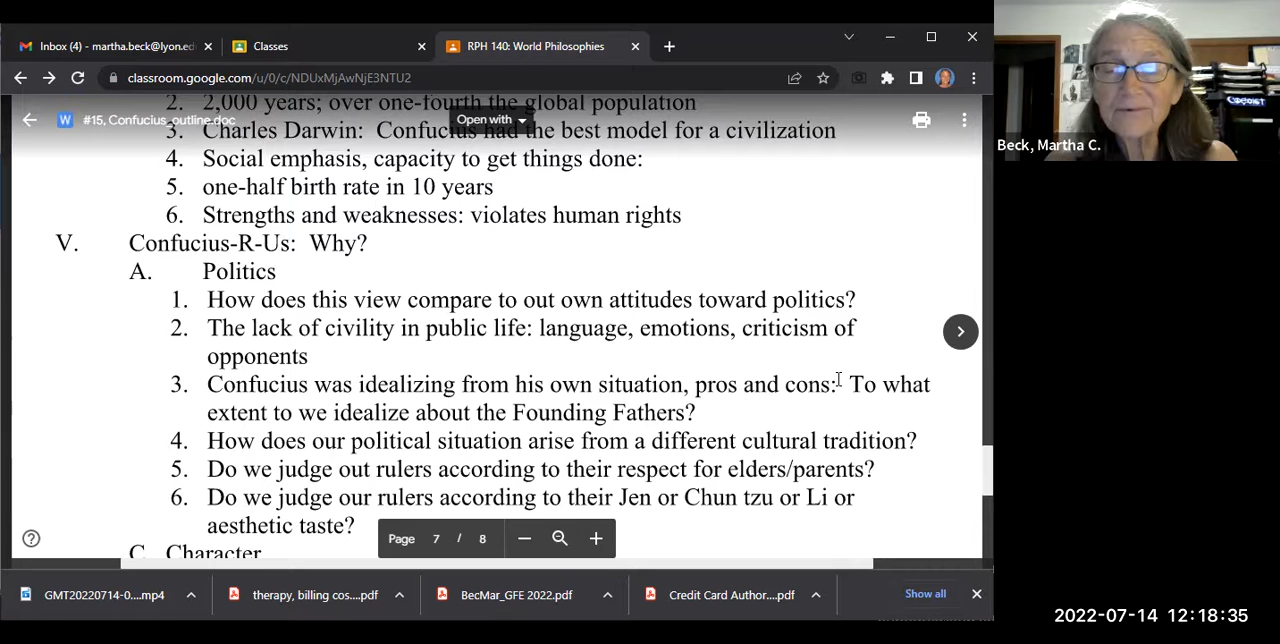 Inbox (4) - martha.beck@lyon.ed
Classes
RPH 140: World Philosophies
classroom.google.com/u/0/c/NDUxMjAwNjE3NTU2
2. 2,000 years; over one-fourth the global population
#15, Confucius_outline.doc
Open with
3. Charles Darwin: Confucius had the best model for a civilization
4. Social emphasis, capacity to get things done:
5. one-half birth rate in 10 years
6. Strengths and weaknesses: violates human rights
V. Confucius-R-Us: Why?
A. Politics
1. How does this view compare to out own attitudes toward politics?
2. The lack of civility in public life: language, emotions, criticism of
opponents
3. Confucius was idealizing from his own situation, pros and cons: To what
extent to we idealize about the Founding Fathers?
4. How does our political situation arise from a different cultural tradition?
5. Do we judge out rulers according to their respect for elders/parents?
6. Do we judge our rulers according to their Jen or Chun tzu or Li or
aesthetic taste?
Page 7 / 8
C. Character
GMT20220714-0....mp4
therapy, billing cos....pdf
BecMar_GFE 2022.pdf
Credit Card Author....pdf
Show all
Beck, Martha C.
2022-07-14 12:18:35